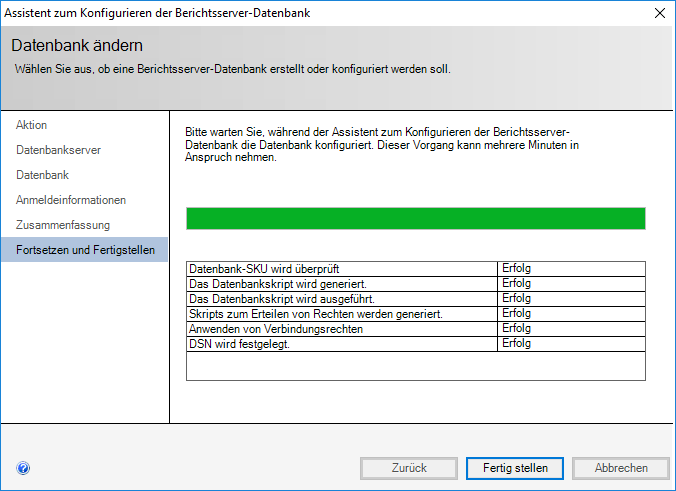 Assistent zum Konfigurieren der Berichtsserver-Datenbank
Datenbank ändern
Wählen Sie aus, ob eine Berichtsserver-Datenbank erstellt oder konfiguriert werden soll.
Aktion
Datenbankserver
Datenbank
Anmeldeinformationen
Zusammenfassung
Fortsetzen und Fertigstellen
Bitte warten Sie, während der Assistent zum Konfigurieren der Berichtsserver-
Datenbank die Datenbank konfiguriert. Dieser Vorgang kann mehrere Minuten in
Anspruch nehmen.
Datenbank-SKU wird überprüft Erfolg
Das Datenbankskript wird generiert. Erfolg
Das Datenbankskript wird ausgeführt. Erfolg
Skripts zum Erteilen von Rechten werden generiert. Erfolg
Anwenden von Verbindungsrechten Erfolg
DSN wird festgelegt. Erfolg
? Zurück Fertig stellen Abbrechen